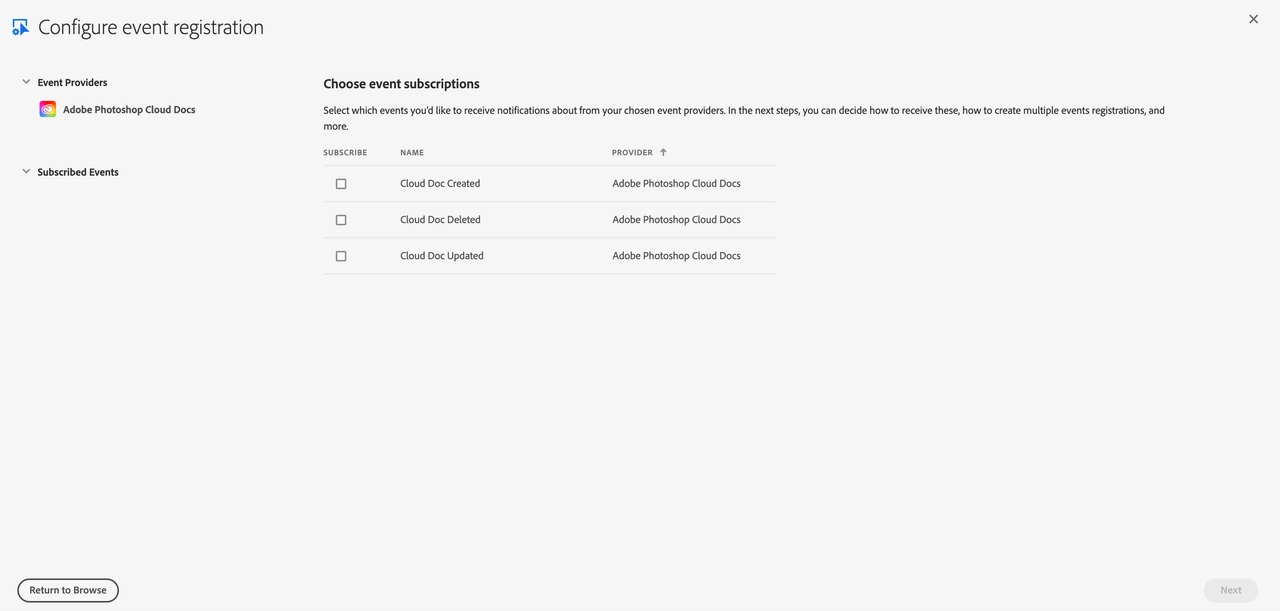 Configure event registration
Event Providers
Adobe Photoshop Cloud Docs
Subscribed Events
Choose event subscriptions
Select which events you'd like to receive notifications about from your chosen event providers. In the next steps, you can decide how to receive these, how to create multiple events registrations, and
more.
SUBSCRIBE NAME PROVIDER
Cloud Doc Created Adobe Photoshop Cloud Docs
Cloud Doc Deleted Adobe Photoshop Cloud Docs
Cloud Doc Updated Adobe Photoshop Cloud Docs
Return to Browse
Next